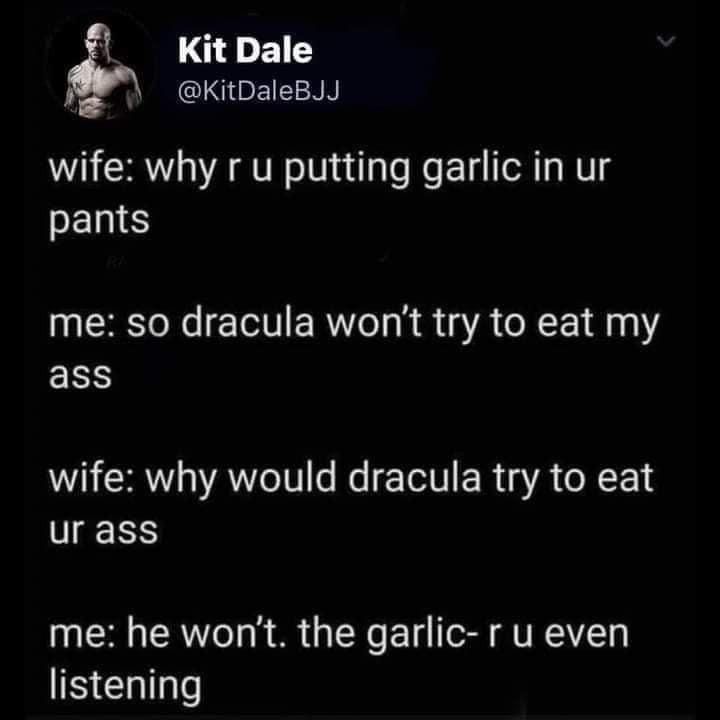 Kit Dale
@KitDaleBJJ
wife: why r u putting garlic in ur
pants
me: so dracula won't try to eat my
ass
wife: why would dracula try to eat
ur ass
me: he won't. the garlic- r u even
listening